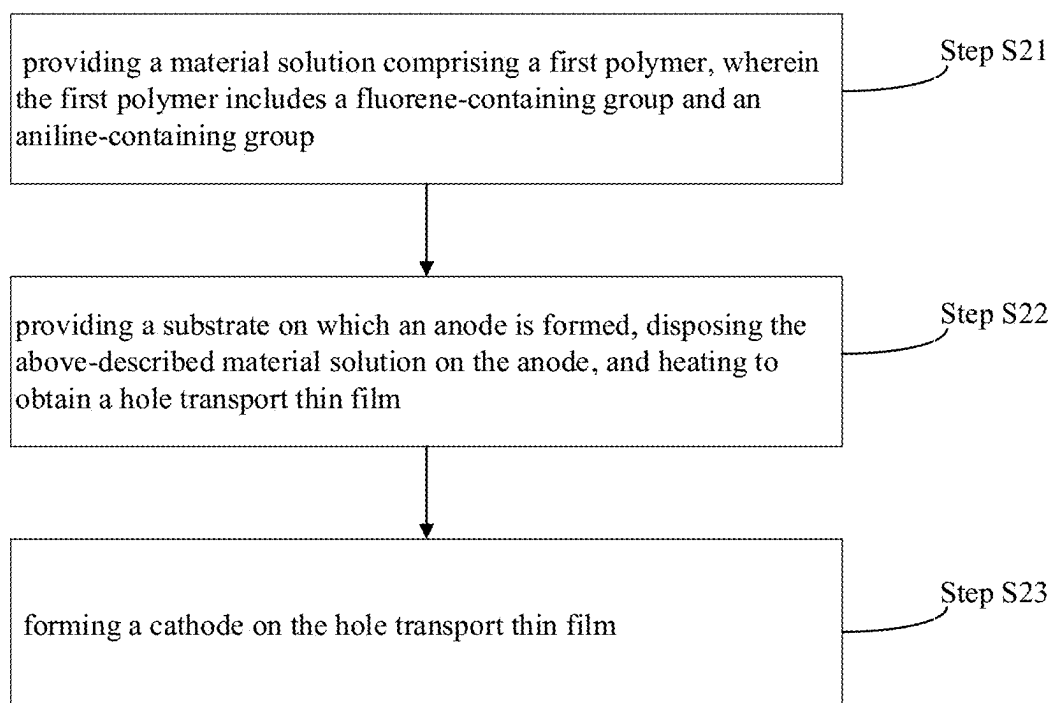 providing a material solution comprising a first polymer, wherein
the first polymer includes a fluorene-containing group and an
aniline-containing group
Step S21
providing a substrate on which an anode is formed, disposing the
above-described material solution on the anode, and heating to
obtain a hole transport thin film
Step S22
forming a cathode on the hole transport thin film
Step S23